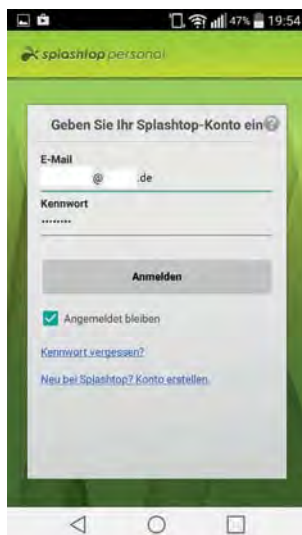 47% 19:54
splashtop personal
Geben Sie Ihr Splashtop-Konto ein ?
E-Mail
@ .de
Kennwort
········
Anmelden
Angemeldet bleiben
Kennwort vergessen?
Neu bei Splashtop? Konto erstellen.